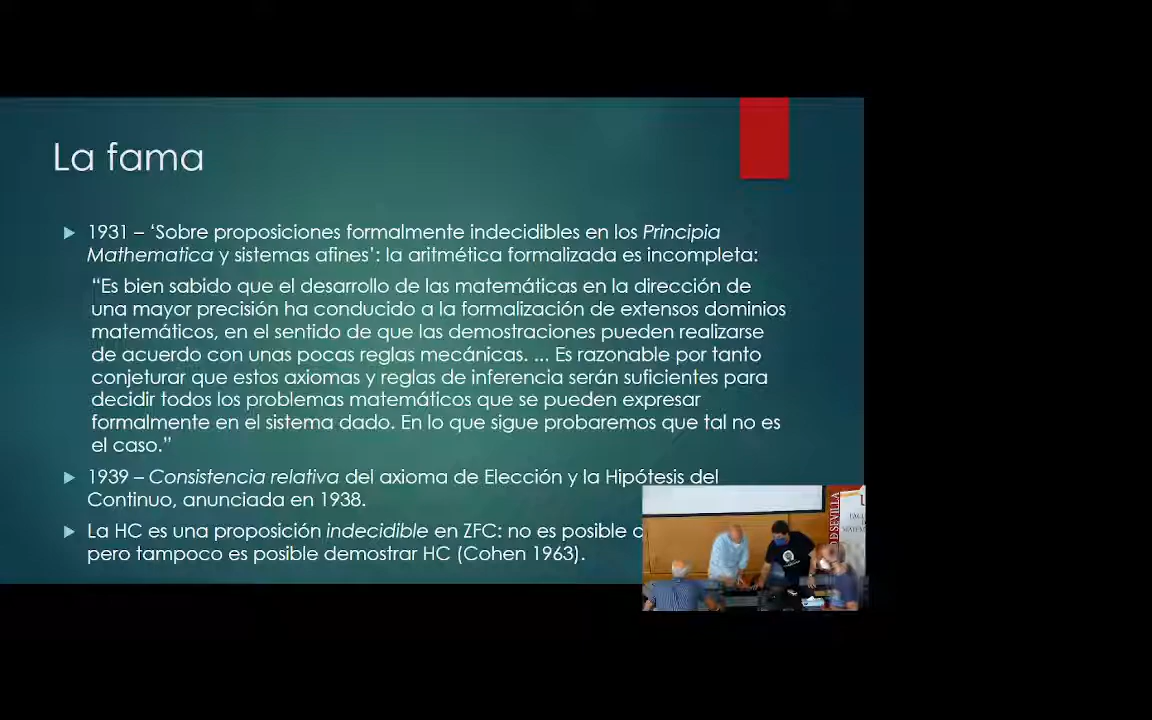 La fama
1931 – ‘Sobre proposiciones formalmente indecidibles en los Principia
Mathematica y sistemas afines’: la aritmética formalizada es incompleta:
“Es bien sabido que el desarrollo de las matemáticas en la dirección de
una mayor precisión ha conducido a la formalización de extensos dominios
matemáticos, en el sentido de que las demostraciones pueden realizarse
de acuerdo con unas pocas reglas mecánicas. ... Es razonable por tanto
conjeturar que estos axiomas y reglas de inferencia serán suficientes para
decidir todos los problemas matemáticos que se pueden expresar
formalmente en el sistema dado. En lo que sigue probaremos que tal no es
el caso.”
1939 – Consistencia relativa del axioma de Elección y la Hipótesis del
Continuo, anunciada en 1938.
La HC es una proposición indecidible en ZFC: no es posible
pero tampoco es posible demostrar HC (Cohen 1963).
SEVILLA